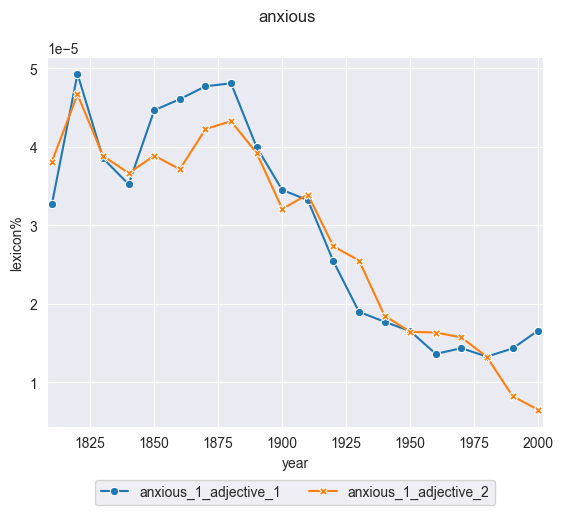 anxious
1e−5
5
4
3
2
1
lexicon%
1825 1850 1875 1900 1925 1950 1975 2000
year
anxious_1_adjective_1 anxious_1_adjective_2